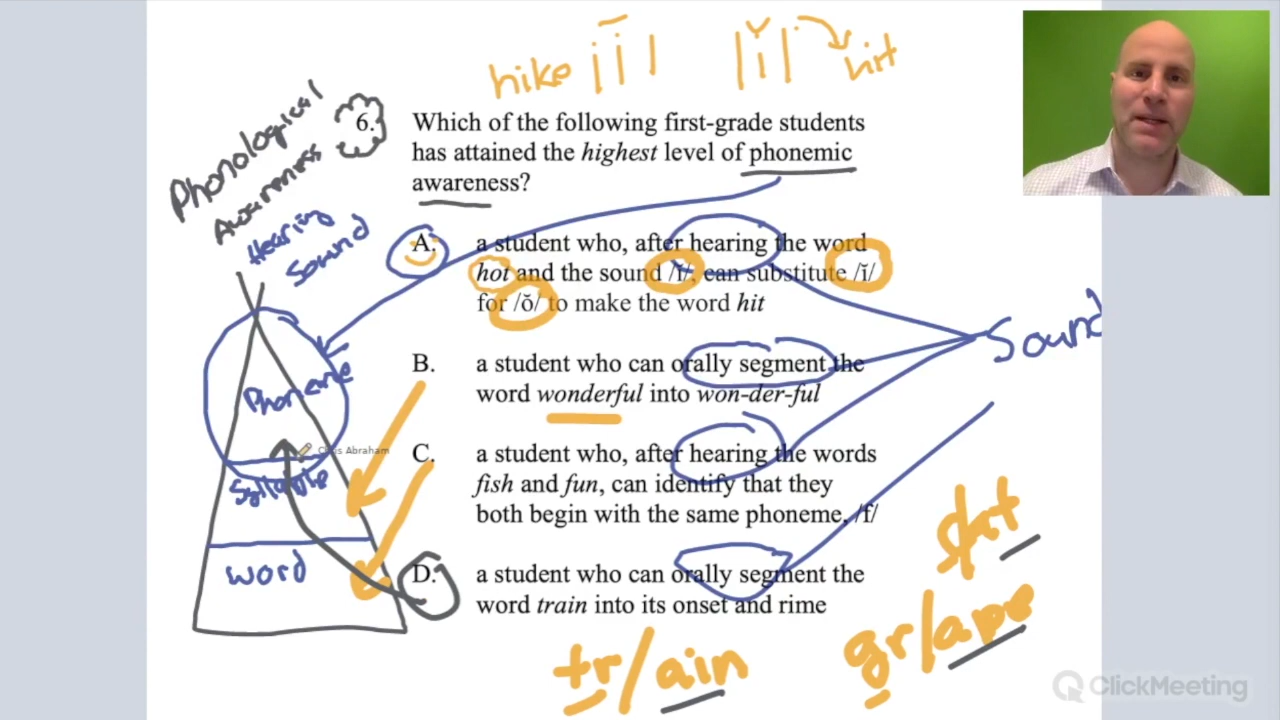 hike ī ĭ hit
Phonological
Awareness
Hearing
Sound
6. Which of the following first-grade students
has attained the highest level of phonemic
awareness?
A. a student who, after hearing the word
hot and the sound /ĭ/, can substitute /ĭ/
for /ŏ/ to make the word hit
B. a student who can orally segment the
word wonderful into won-der-ful
C. a student who, after hearing the words
fish and fun, can identify that they
both begin with the same phoneme, /f/
D. a student who can orally segment the
word train into its onset and rime
Sound
Phoneme
Chris Abraham
Syllable
word
tr/ain
gr/ape
ClickMeeting